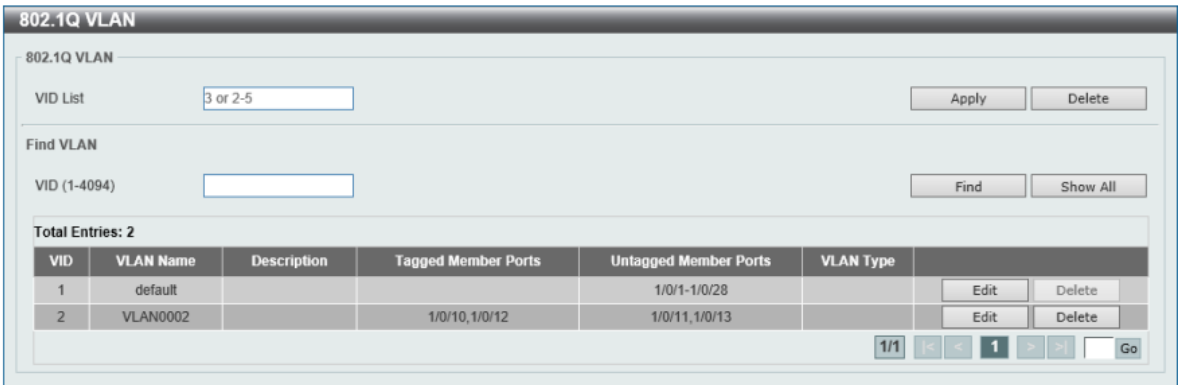 802.1Q VLAN
802.1Q VLAN
VID List 3 or 2-5 Apply Delete
Find VLAN
VID (1-4094) Find Show All
Total Entries: 2
VID VLAN Name Description Tagged Member Ports Untagged Member Ports VLAN Type
1 default 1/0/1-1/0/28 Edit Delete
2 VLAN0002 1/0/10,1/0/12 1/0/11,1/0/13 Edit Delete
1/1 |< < 1 > >| Go